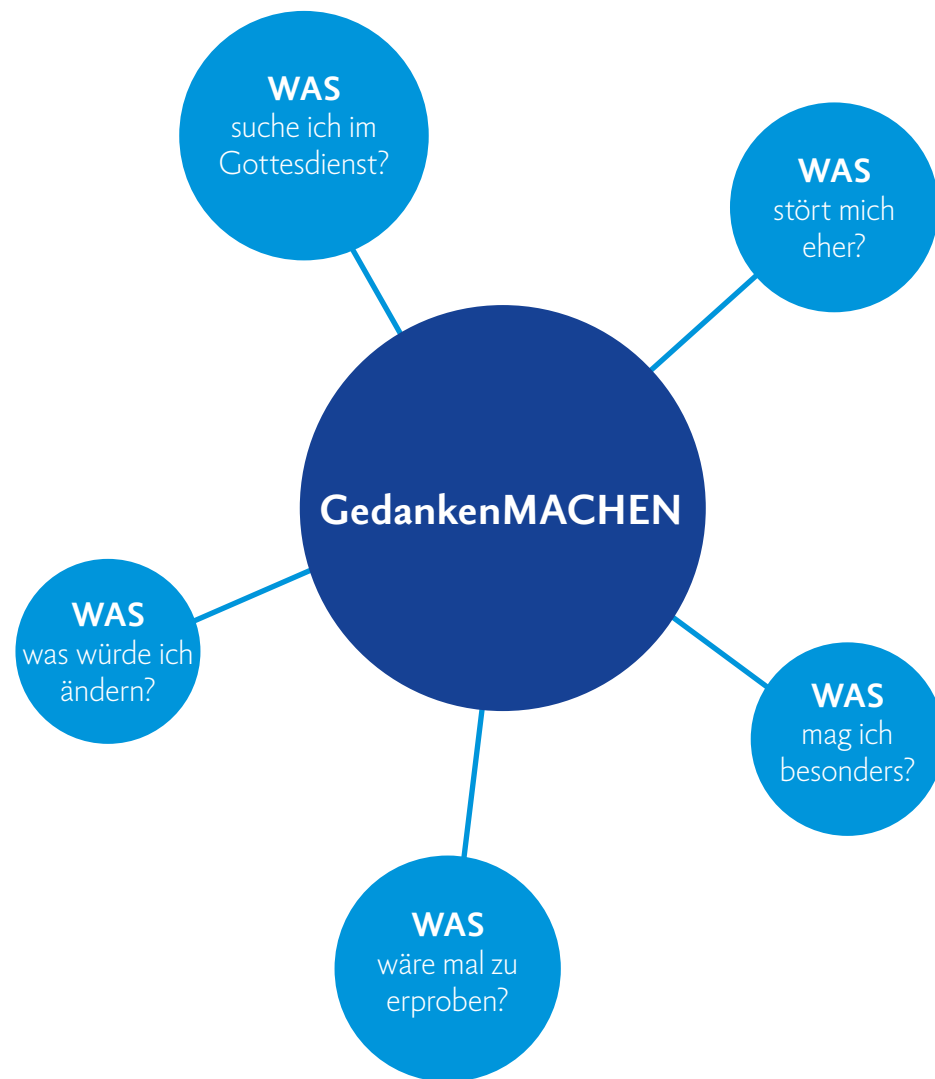 WAS
suche ich im
Gottesdienst?
WAS
stört mich
eher?
GedankenMACHEN
WAS
was würde ich
ändern?
WAS
mag ich
besonders?
WAS
wäre mal zu
erproben?